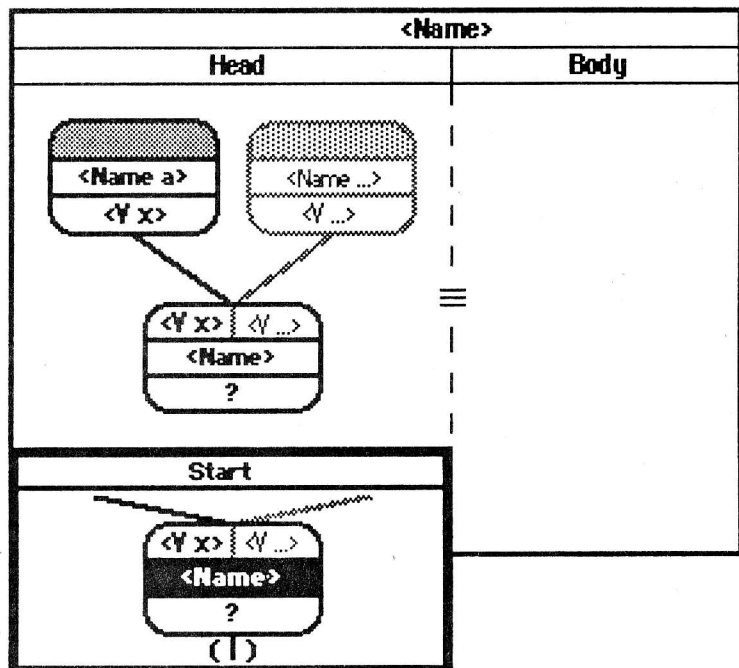 <Name>
Head Body
<Name a> <Name ...>
<∀ x> <∀ ...>
≡
<∀ x> <∀ ...>
<Name>
?
Start
<∀ x> <∀ ...>
<Name>
?
( | )